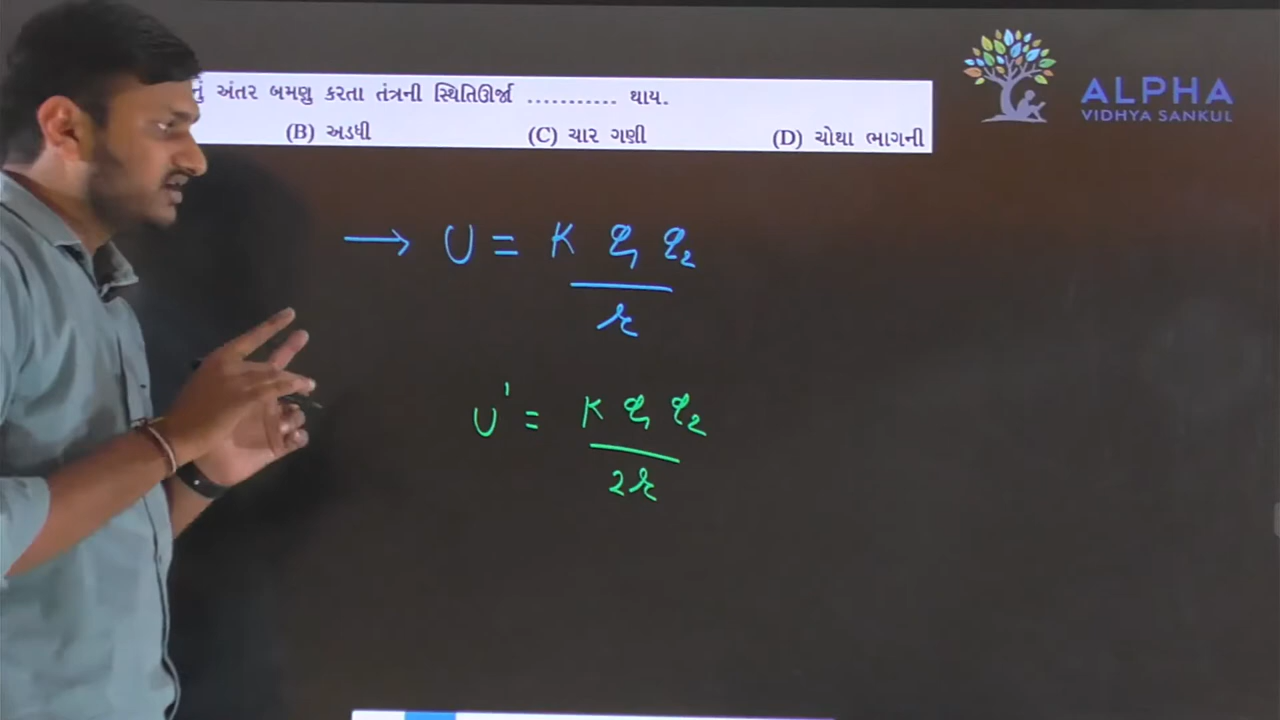 અંતર બમણુ કરતા તંત્રની સ્થિતિઊર્જા ........... થાય.
(B) અડધી (C) ચાર ગણી (D) ચોથા ભાગની
ALPHA
VIDHYA SANKUL
→ U = K q₁ q₂
r
U' = K q₁ q₂
2r